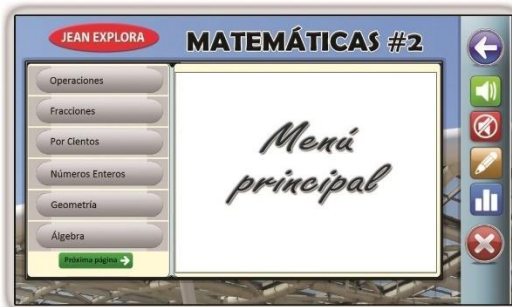 JEAN EXPLORA
MATEMÁTICAS #2
Operaciones
Fracciones
Por Cientos
Números Enteros
Geometría
Álgebra
Próxima página
Menú
principal